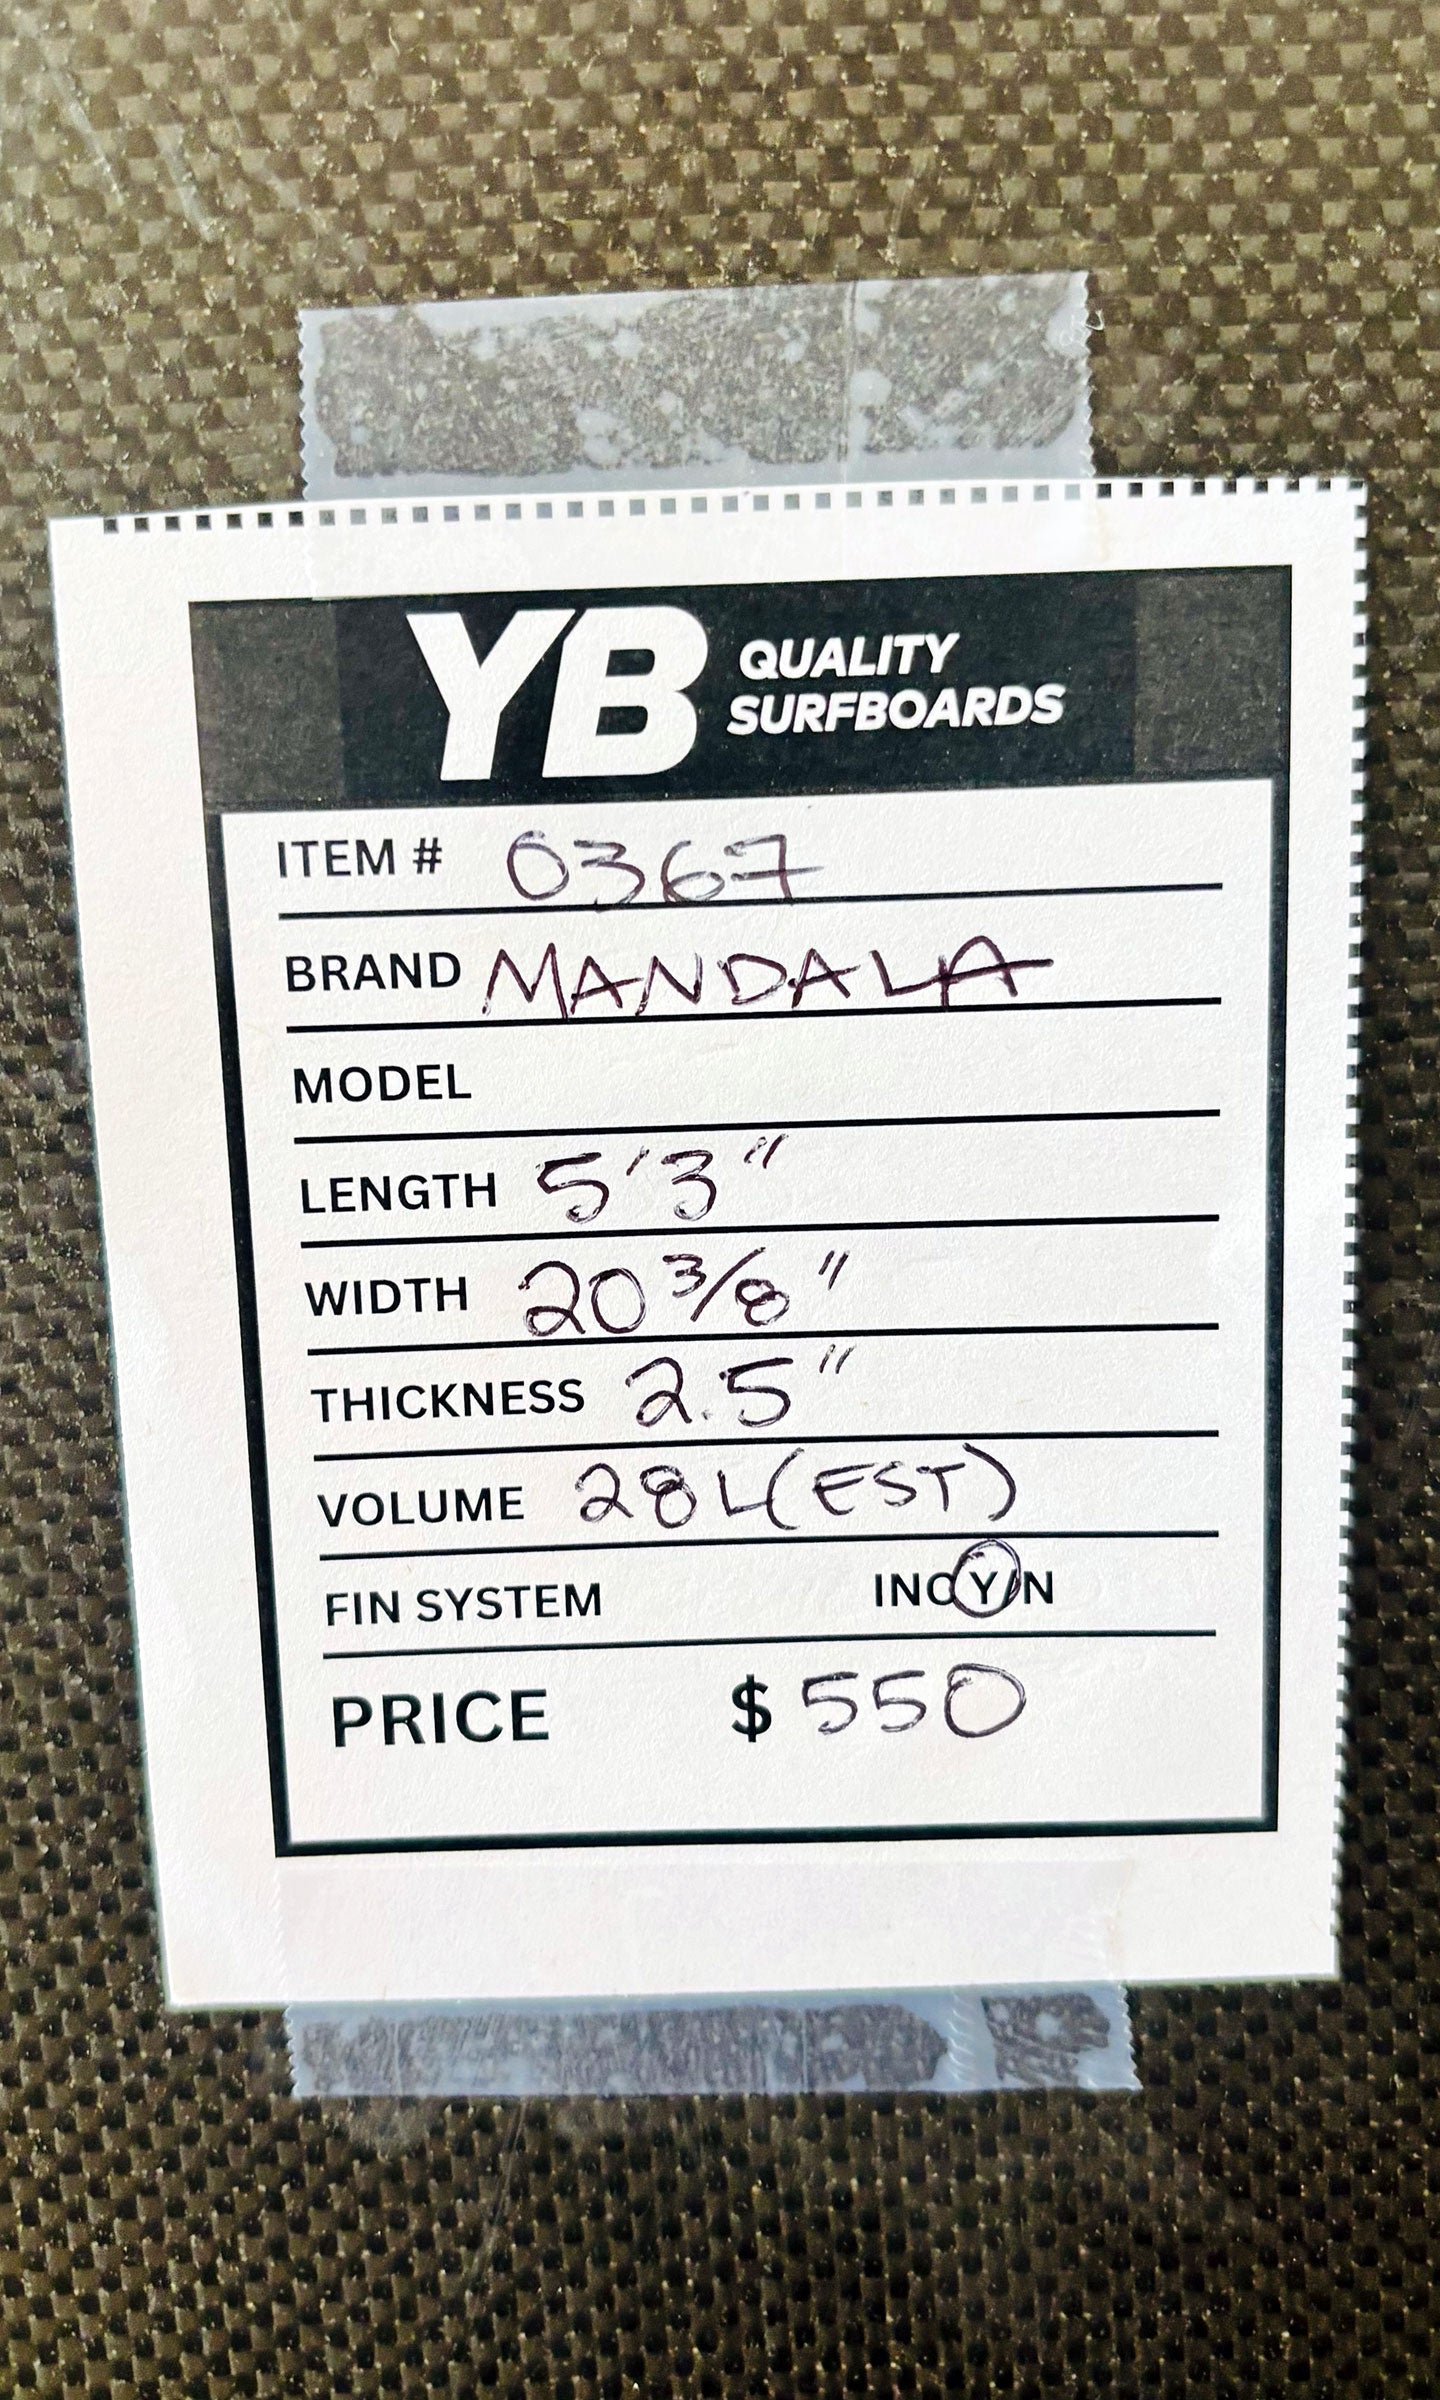 YB QUALITY
SURFBOARDS
ITEM # 0367
BRAND MANDALA
MODEL
LENGTH 5'3"
WIDTH 20 3/8"
THICKNESS 2.5"
VOLUME 28L (EST)
FIN SYSTEM INC Y/N
PRICE $ 550